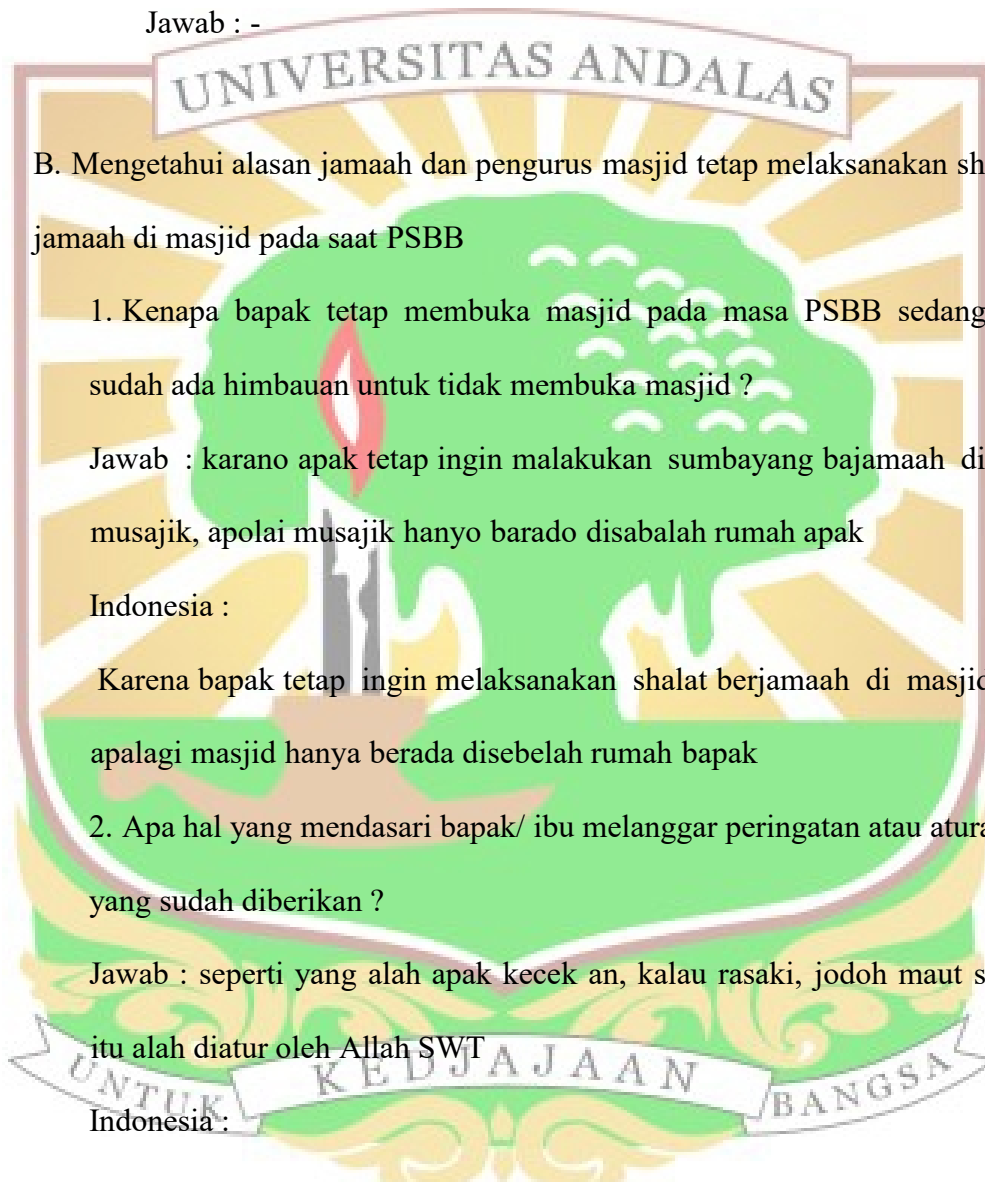 Jawab : -
UNIVERSITAS ANDALAS
B. Mengetahui alasan jamaah dan pengurus masjid tetap melaksanakan sh
jamaah di masjid pada saat PSBB
1. Kenapa bapak tetap membuka masjid pada masa PSBB sedang
sudah ada himbauan untuk tidak membuka masjid ?
Jawab : karano apak tetap ingin malakukan sumbayang bajamaah di
musajik, apolai musajik hanyo barado disabalah rumah apak
Indonesia :
Karena bapak tetap ingin melaksanakan shalat berjamaah di masjid
apalagi masjid hanya berada disebelah rumah bapak
2. Apa hal yang mendasari bapak/ ibu melanggar peringatan atau atura
yang sudah diberikan ?
Jawab : seperti yang alah apak kecek an, kalau rasaki, jodoh maut s
itu alah diatur oleh Allah SWT
UNTUK KEDJAJAAN BANGSA
Indonesia :